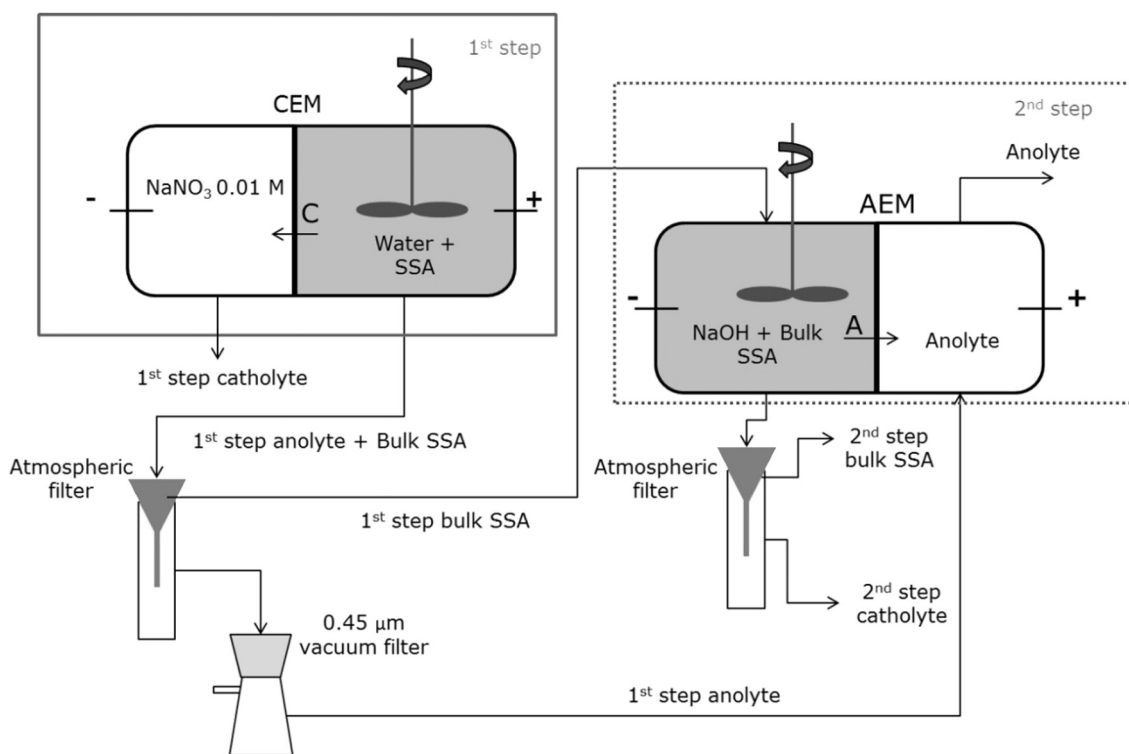 1st step
CEM
NaNO3 0.01 M
-
+
C
Water +
SSA
1st step catholyte
1st step anolyte + Bulk SSA
Atmospheric
filter
1st step bulk SSA
0.45 µm
vacuum filter
1st step anolyte
2nd step
Anolyte
AEM
-
+
NaOH + Bulk
SSA
A
Anolyte
Atmospheric
filter
2nd step
bulk SSA
2nd step
catholyte